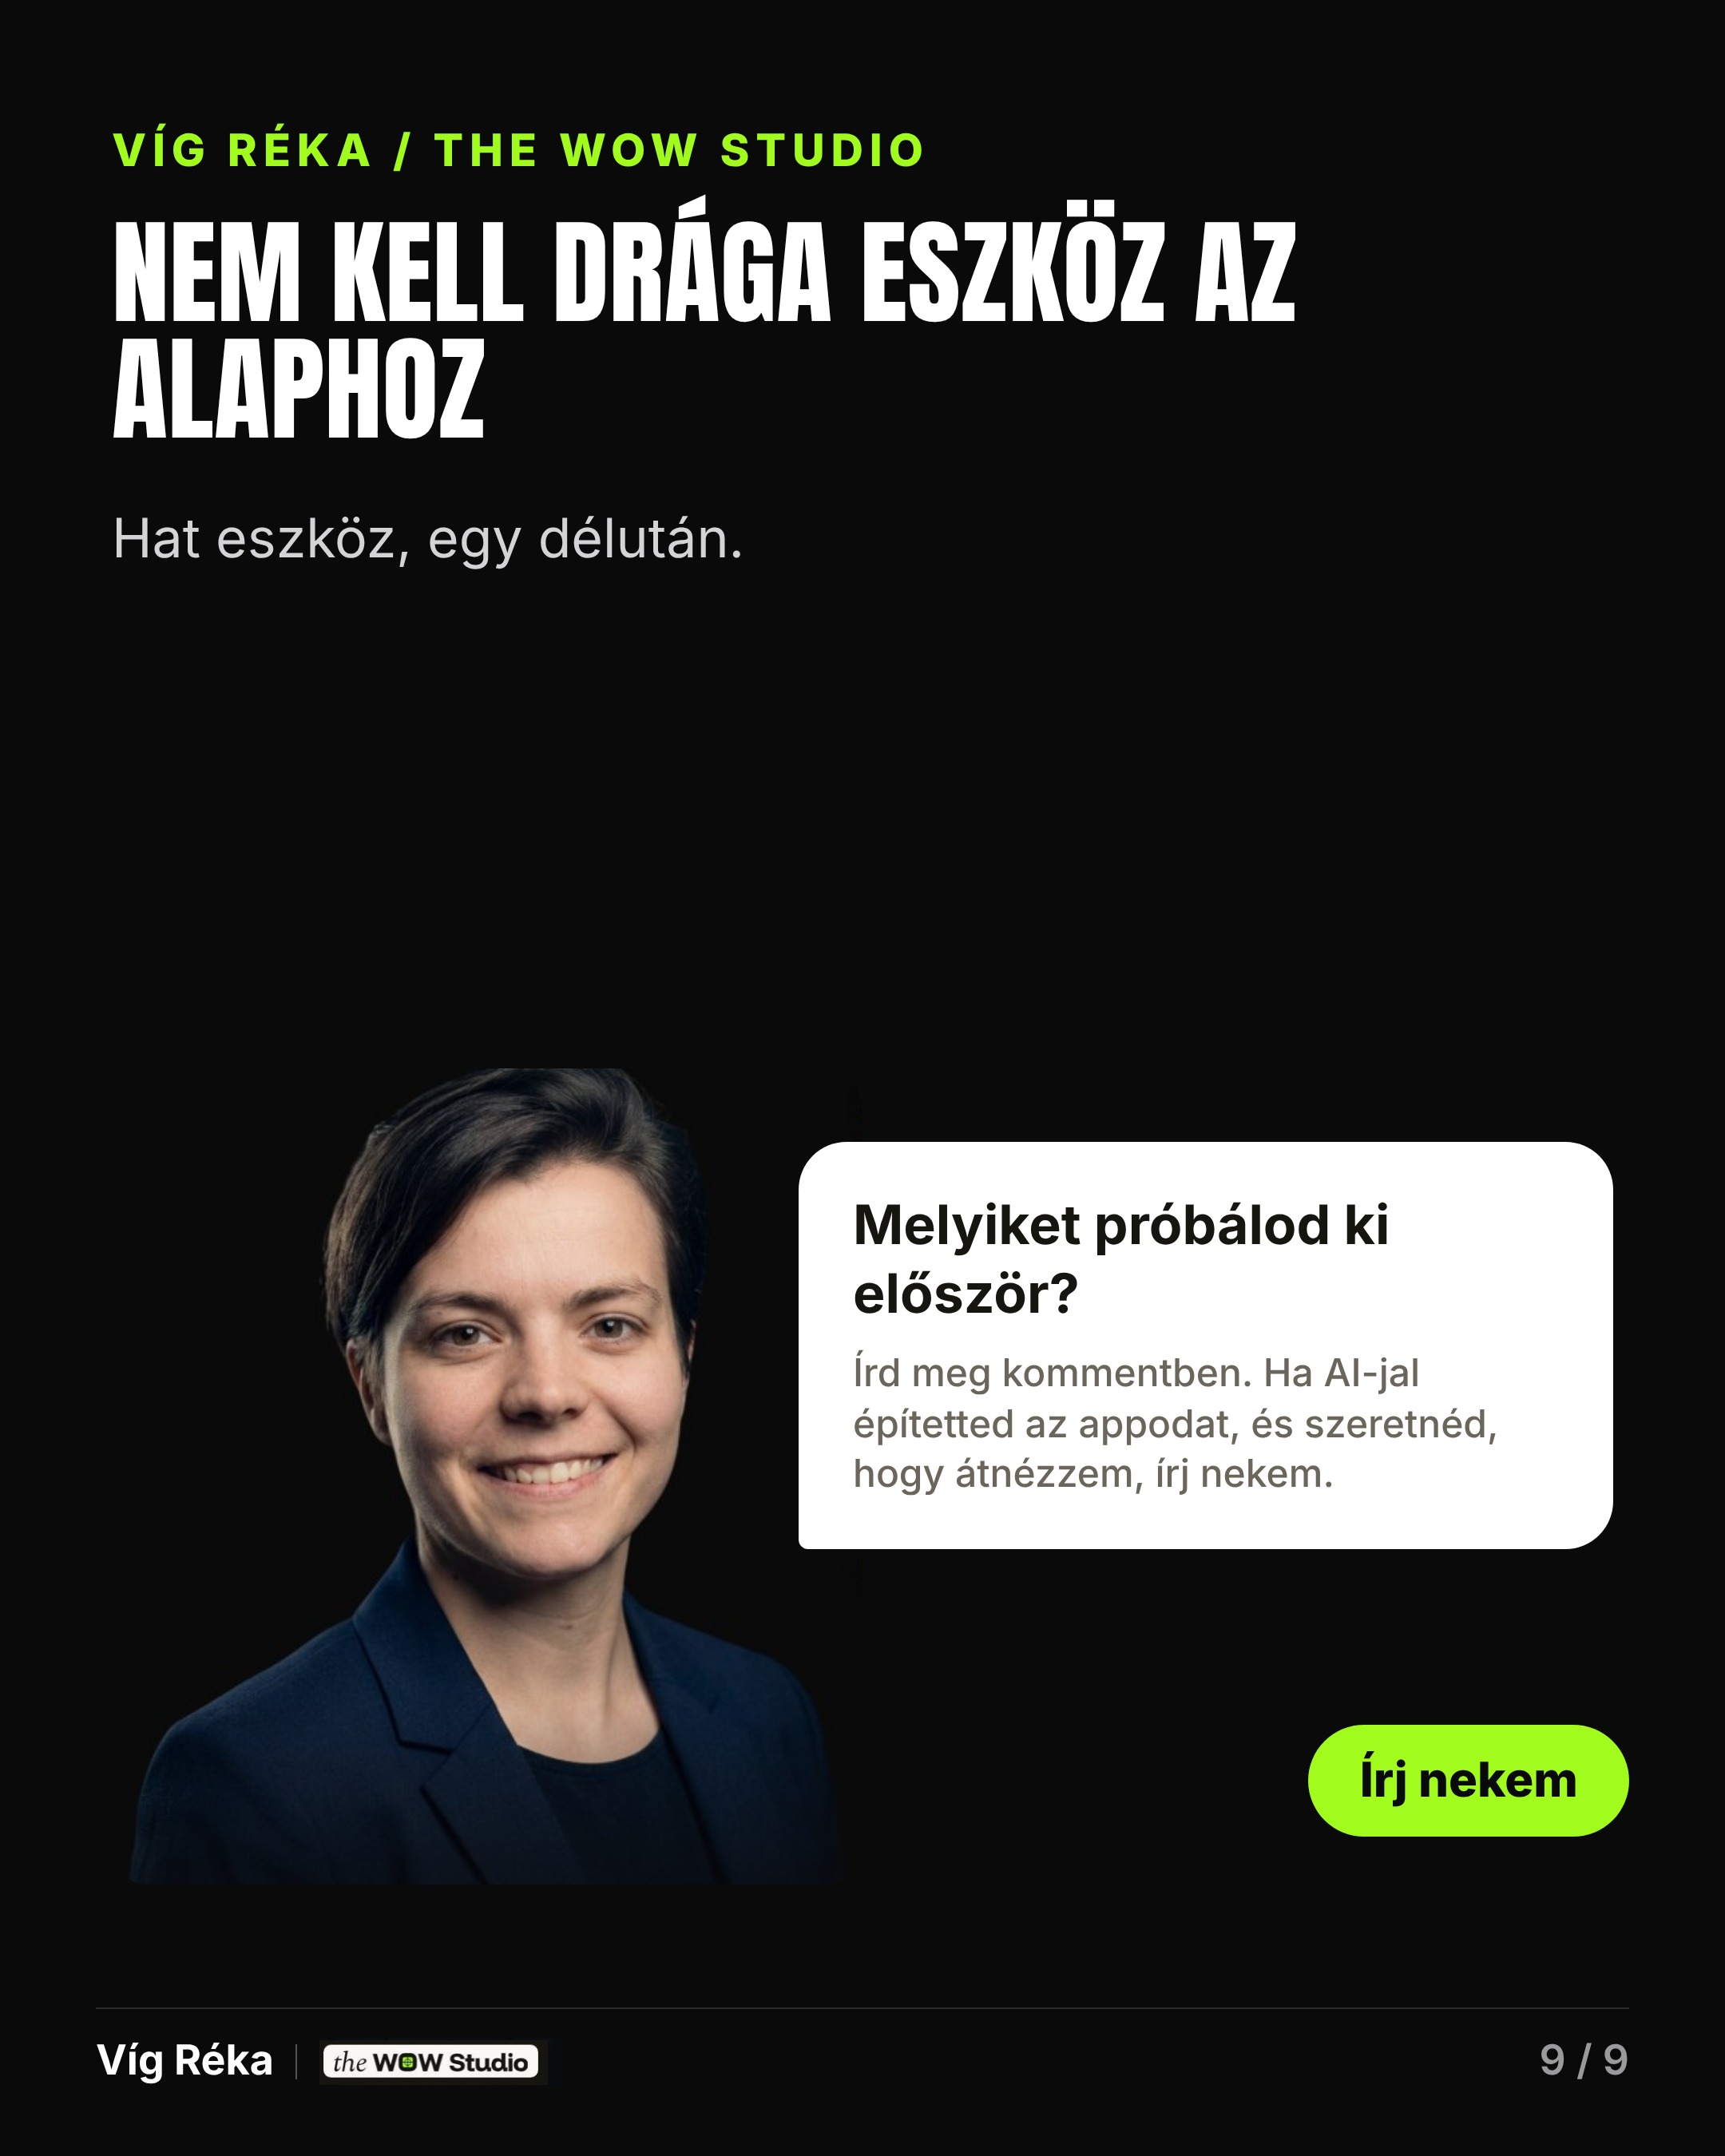 VÍG RÉKA / THE WOW STUDIO
NEM KELL DRÁGA ESZKÖZ AZ
ALAPHOZ
Hat eszköz, egy délután.
Melyiket próbálod ki
először?
Írd meg kommentben. Ha AI-jal
építetted az appodat, és szeretnéd,
hogy átnézzem, írj nekem.
Írj nekem
Víg Réka
the WOW Studio
9 / 9